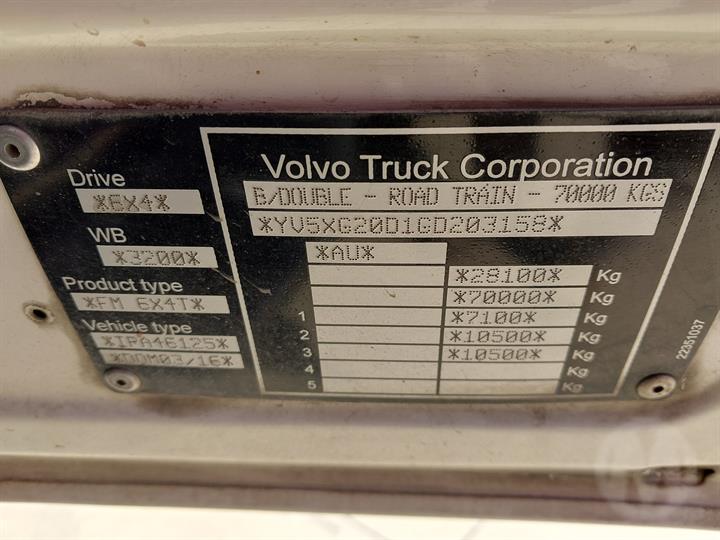 Volvo Truck Corporation
B/DOUBLE - ROAD TRAIN - 70000 KGS
*YV5XG20D1GD203158*
*AU*
*28100* Kg
*70000* Kg
1 *7100* Kg
2 *10500* Kg
3 *10500* Kg
4 Kg
5 Kg
Drive
*6X4*
WB
*3200*
Product type
*FM 6X4T*
Vehicle type
*IPA46125*
*DDM03/16*
22351037